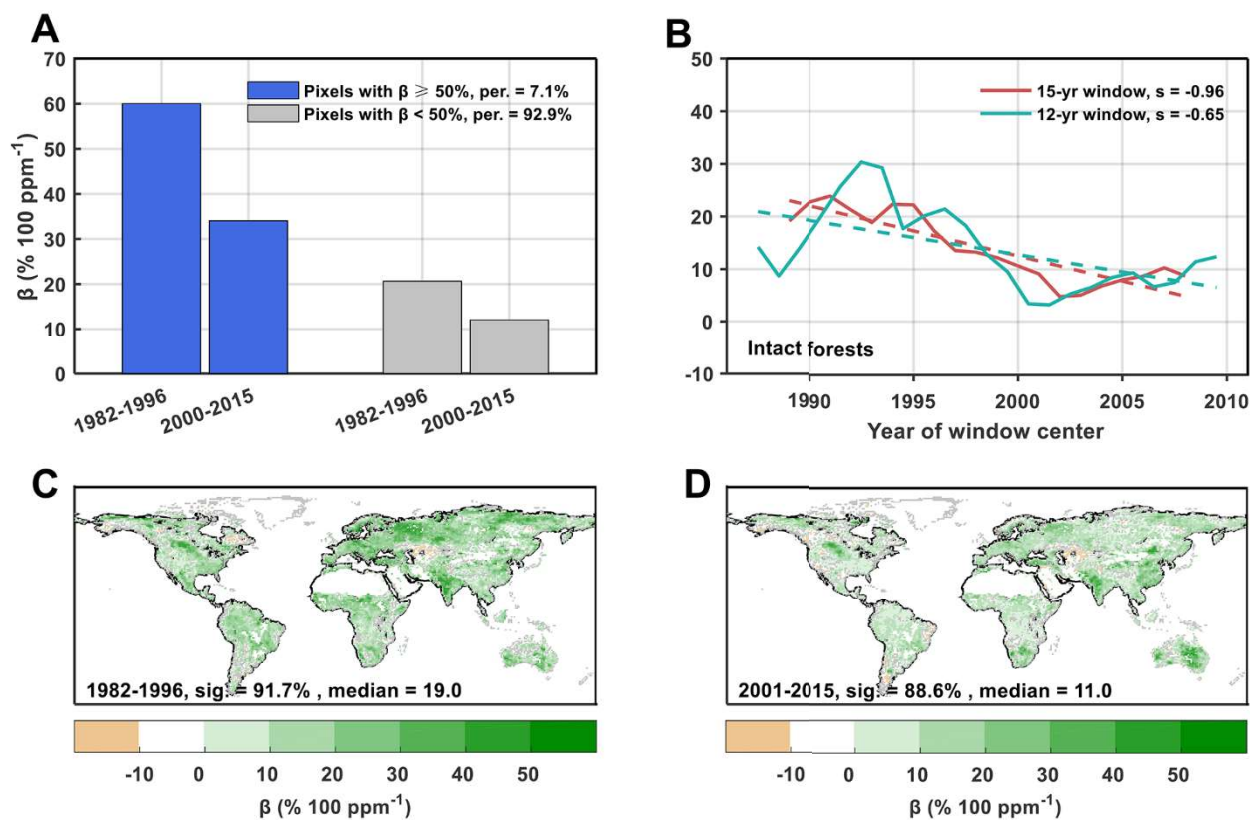 A
70
60
50
40
30
20
10
0
β (% 100 ppm⁻¹)
Pixels with β ⩾ 50%, per. = 7.1%
Pixels with β < 50%, per. = 92.9%
1982-1996
2000-2015
1982-1996
2000-2015
B
50
40
30
20
10
0
-10
β (% 100 ppm⁻¹)
15-yr window, s = -0.96
12-yr window, s = -0.65
Intact forests
1990 1995 2000 2005 2010
Year of window center
C
1982-1996, sig. = 91.7% , median = 19.0
-10 0 10 20 30 40 50
β (% 100 ppm⁻¹)
D
2001-2015, sig. = 88.6% , median = 11.0
-10 0 10 20 30 40 50
β (% 100 ppm⁻¹)